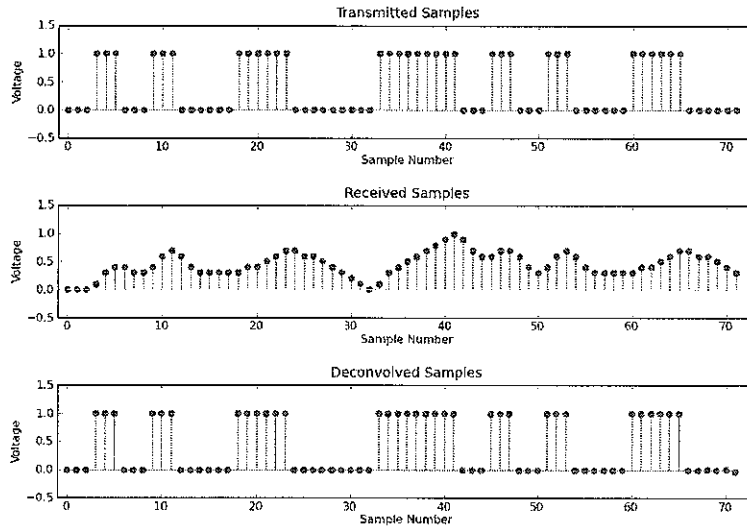 Transmitted Samples
1.5
1.0
0.5
0.0
−0.5
Voltage
0 10 20 30 40 50 60 70
Sample Number
Received Samples
1.5
1.0
0.5
0.0
−0.5
Voltage
0 10 20 30 40 50 60 70
Sample Number
Deconvolved Samples
1.5
1.0
0.5
0.0
−0.5
Voltage
0 10 20 30 40 50 60 70
Sample Number